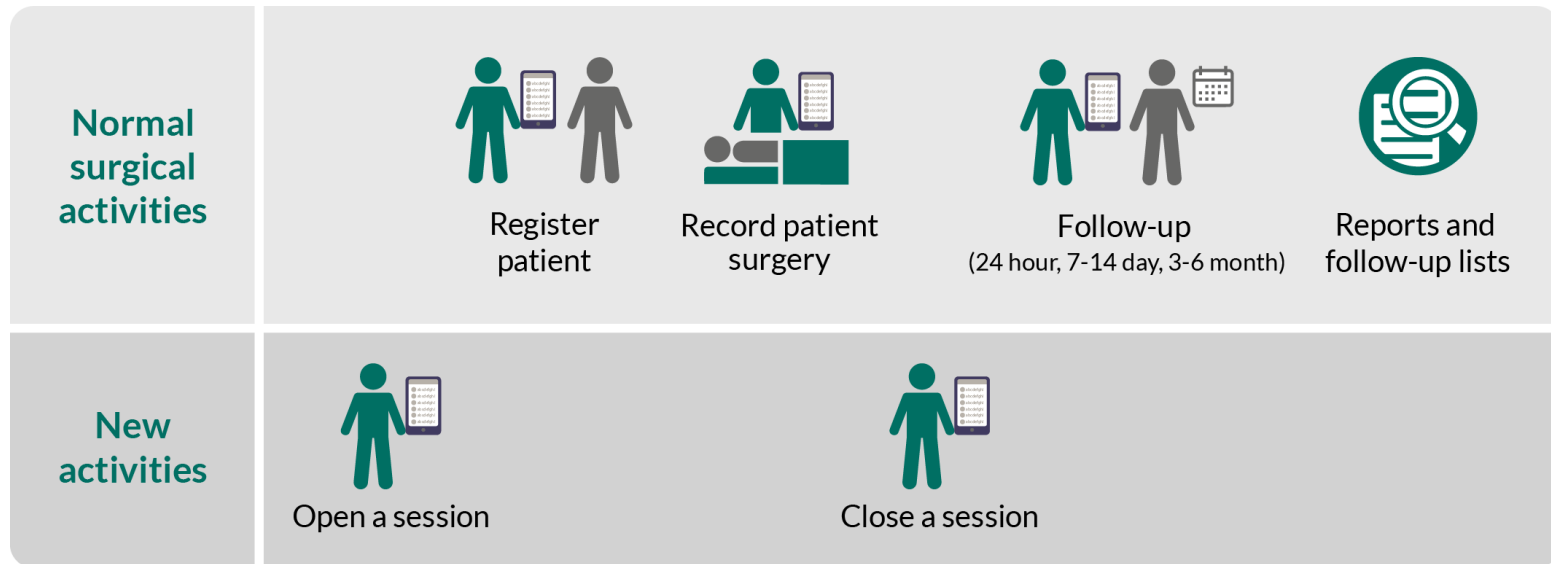 Normal
surgical
activities
Register
patient
Record patient
surgery
Follow-up
(24 hour, 7-14 day, 3-6 month)
Reports and
follow-up lists
New
activities
Open a session
Close a session